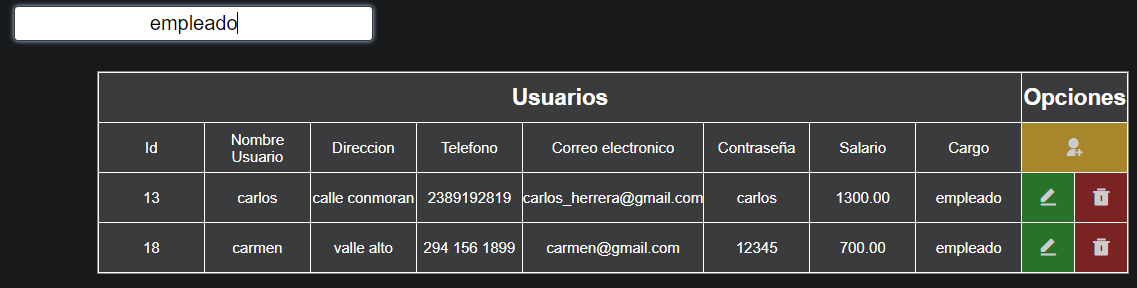 empleado
Usuarios Opciones
Id Nombre Usuario Direccion Telefono Correo electronico Contraseña Salario Cargo
13 carlos calle conmoran 2389192819 carlos_herrera@gmail.com carlos 1300.00 empleado
18 carmen valle alto 294 156 1899 carmen@gmail.com 12345 700.00 empleado